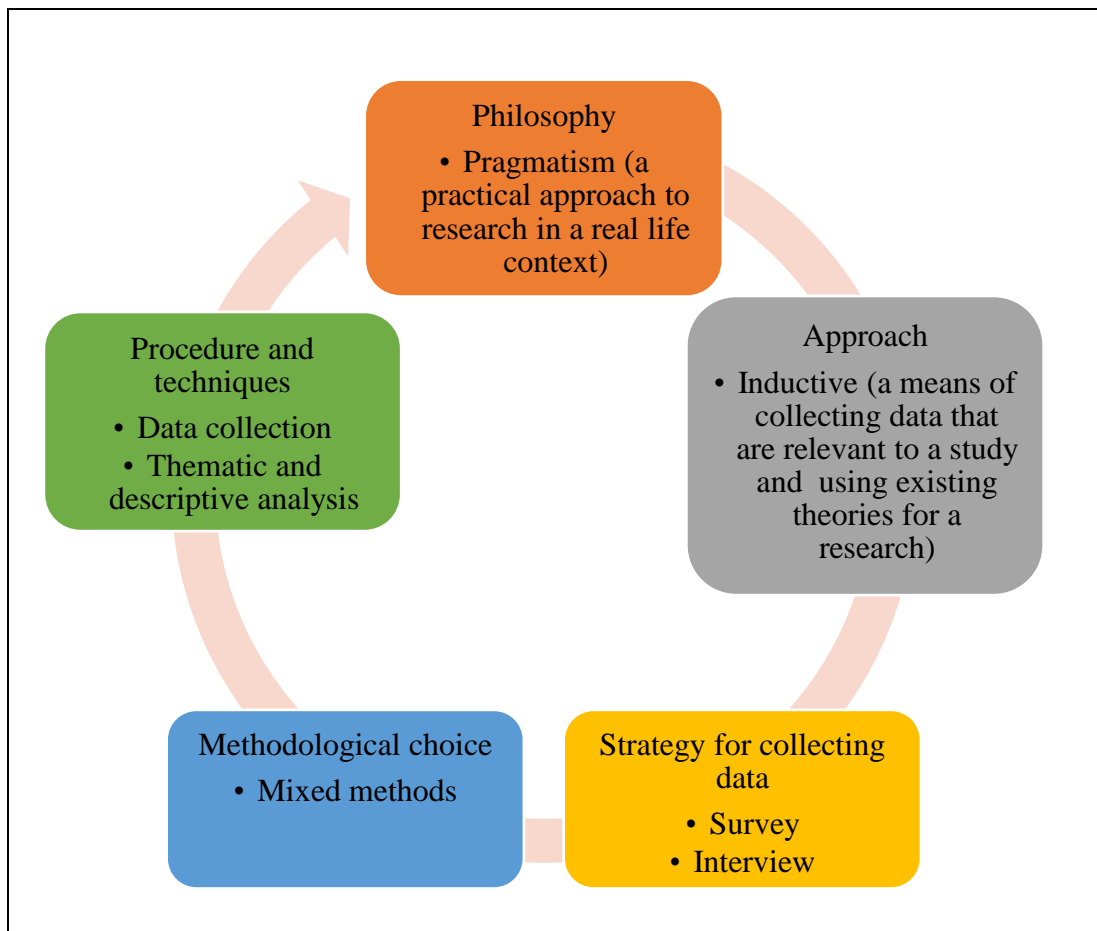 Philosophy
• Pragmatism (a
practical approach to
research in a real life
context)
Approach
• Inductive (a means of
collecting data that
are relevant to a study
and using existing
theories for a
research)
Strategy for collecting
data
• Survey
• Interview
Methodological choice
• Mixed methods
Procedure and
techniques
• Data collection
• Thematic and
descriptive analysis